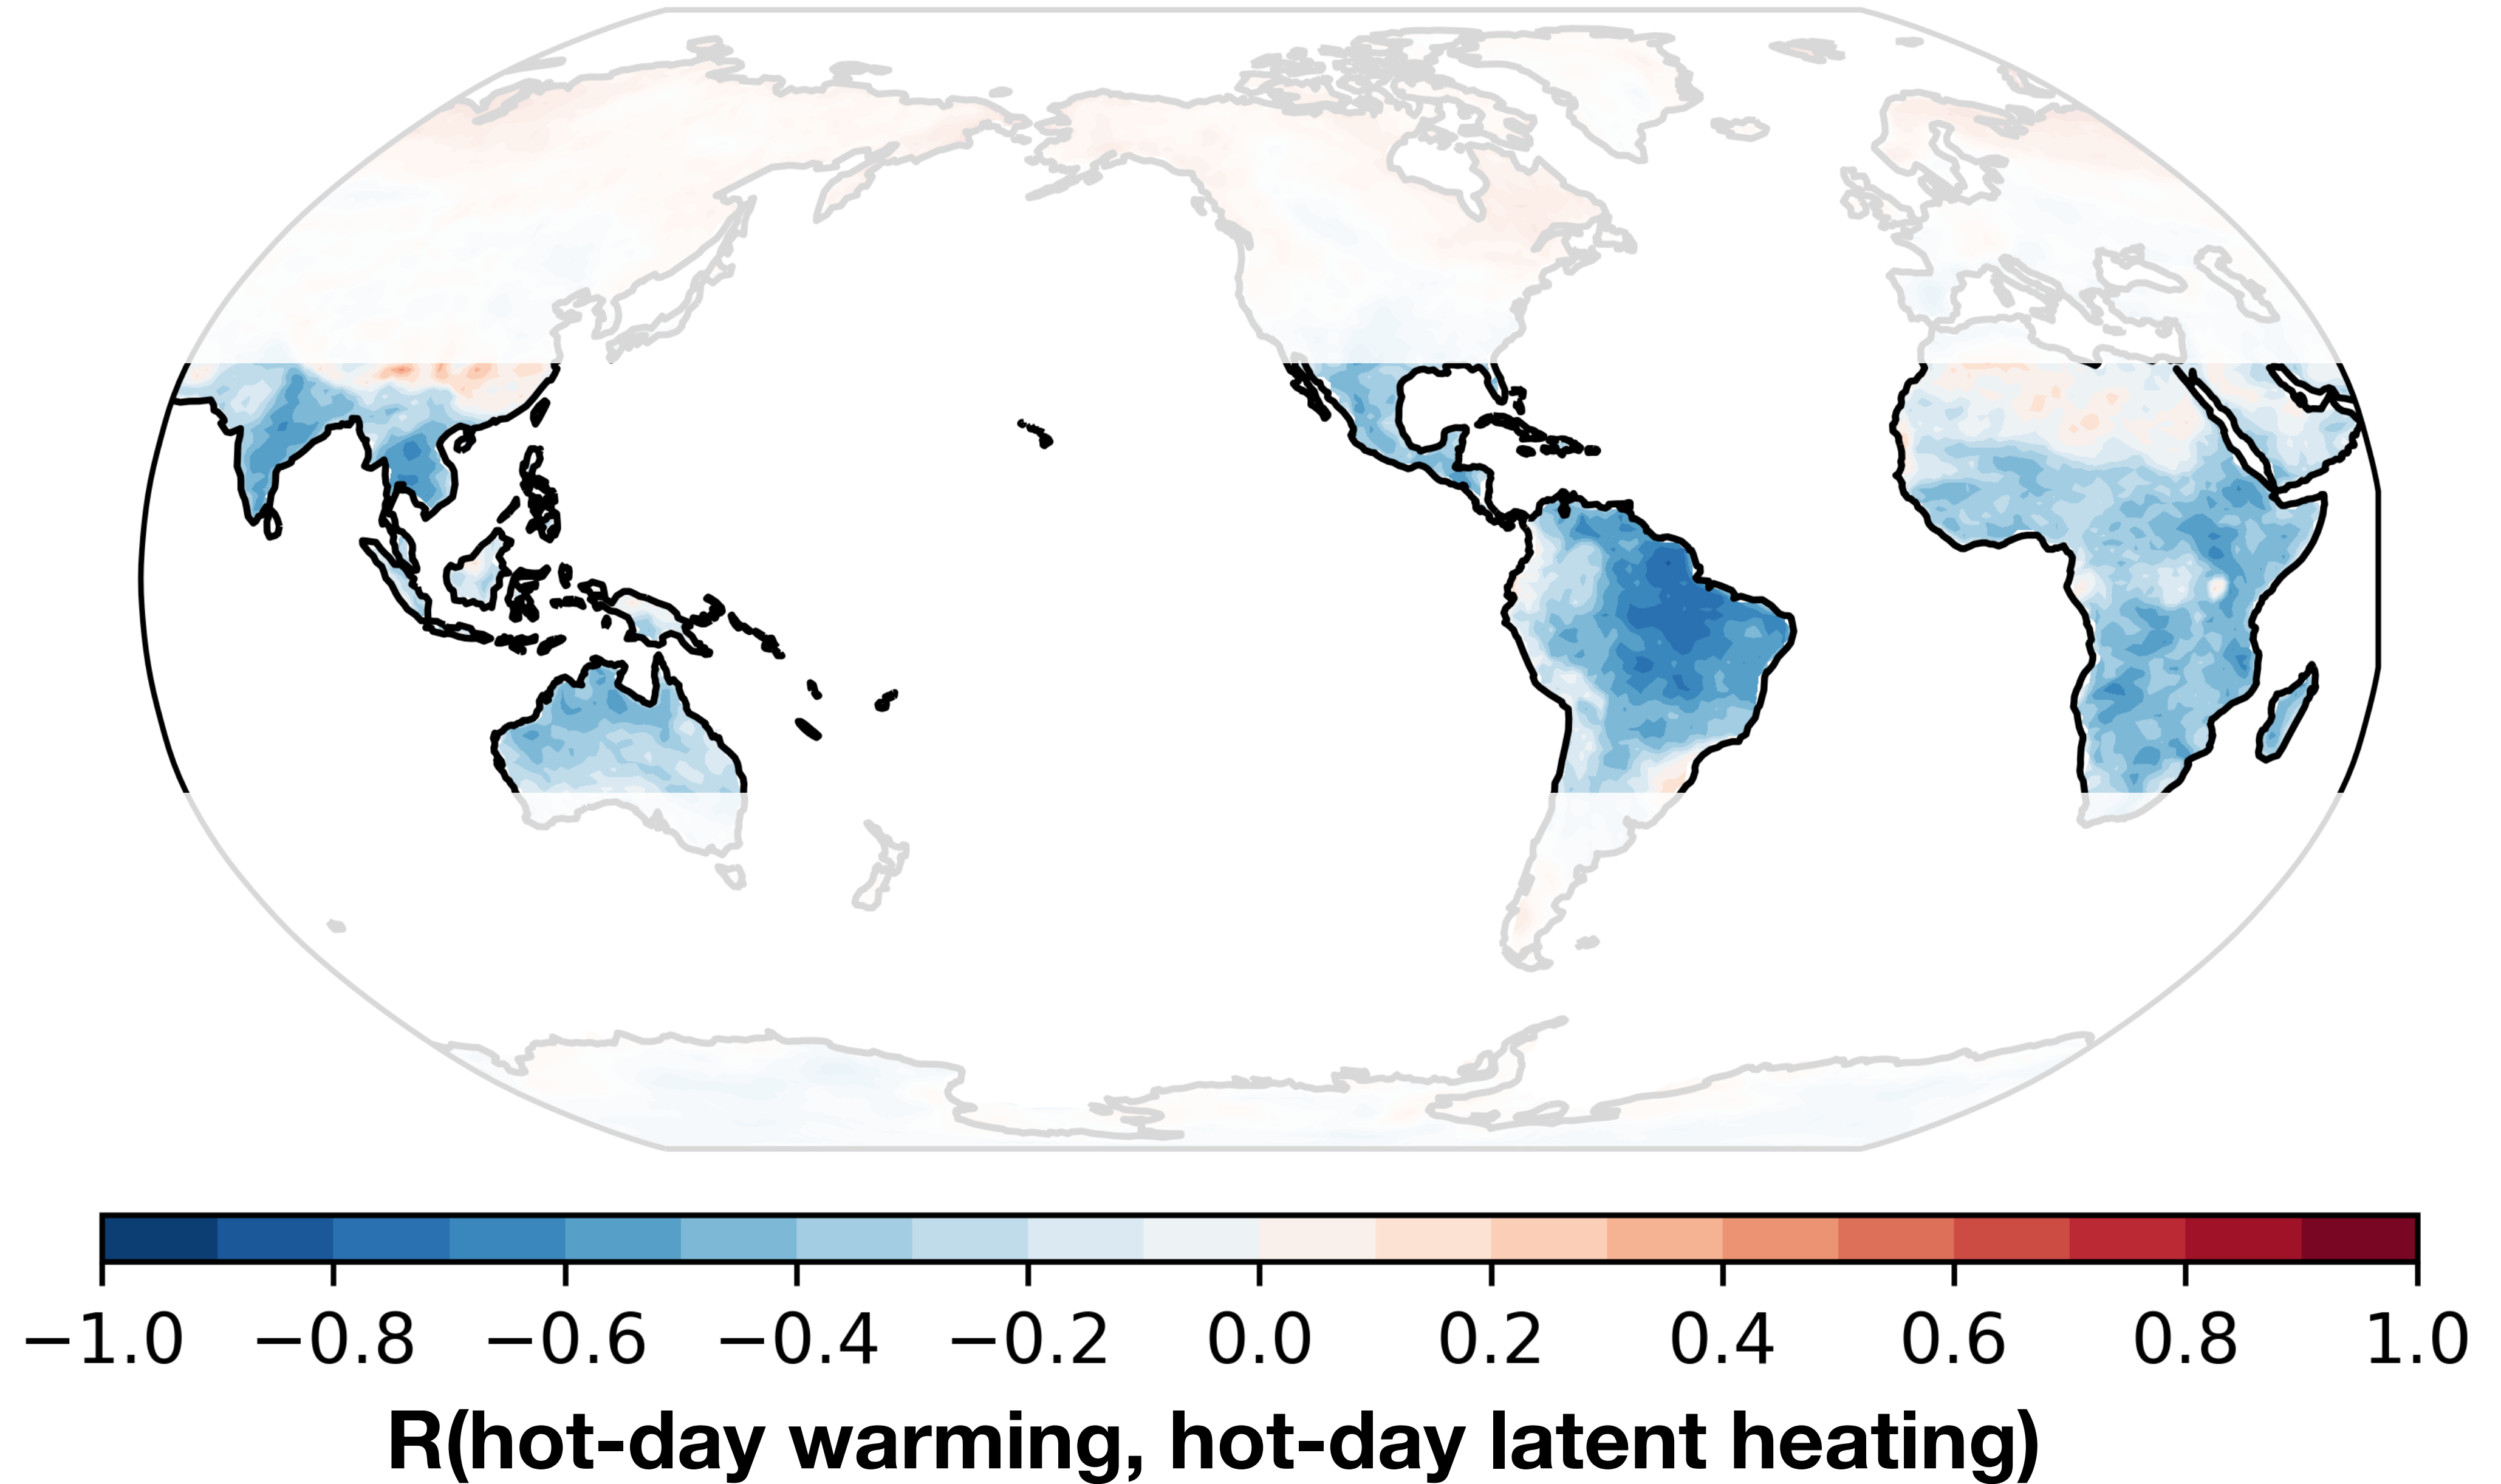 −1.0 −0.8 −0.6 −0.4 −0.2 0.0 0.2 0.4 0.6 0.8 1.0
R(hot-day warming, hot-day latent heating)